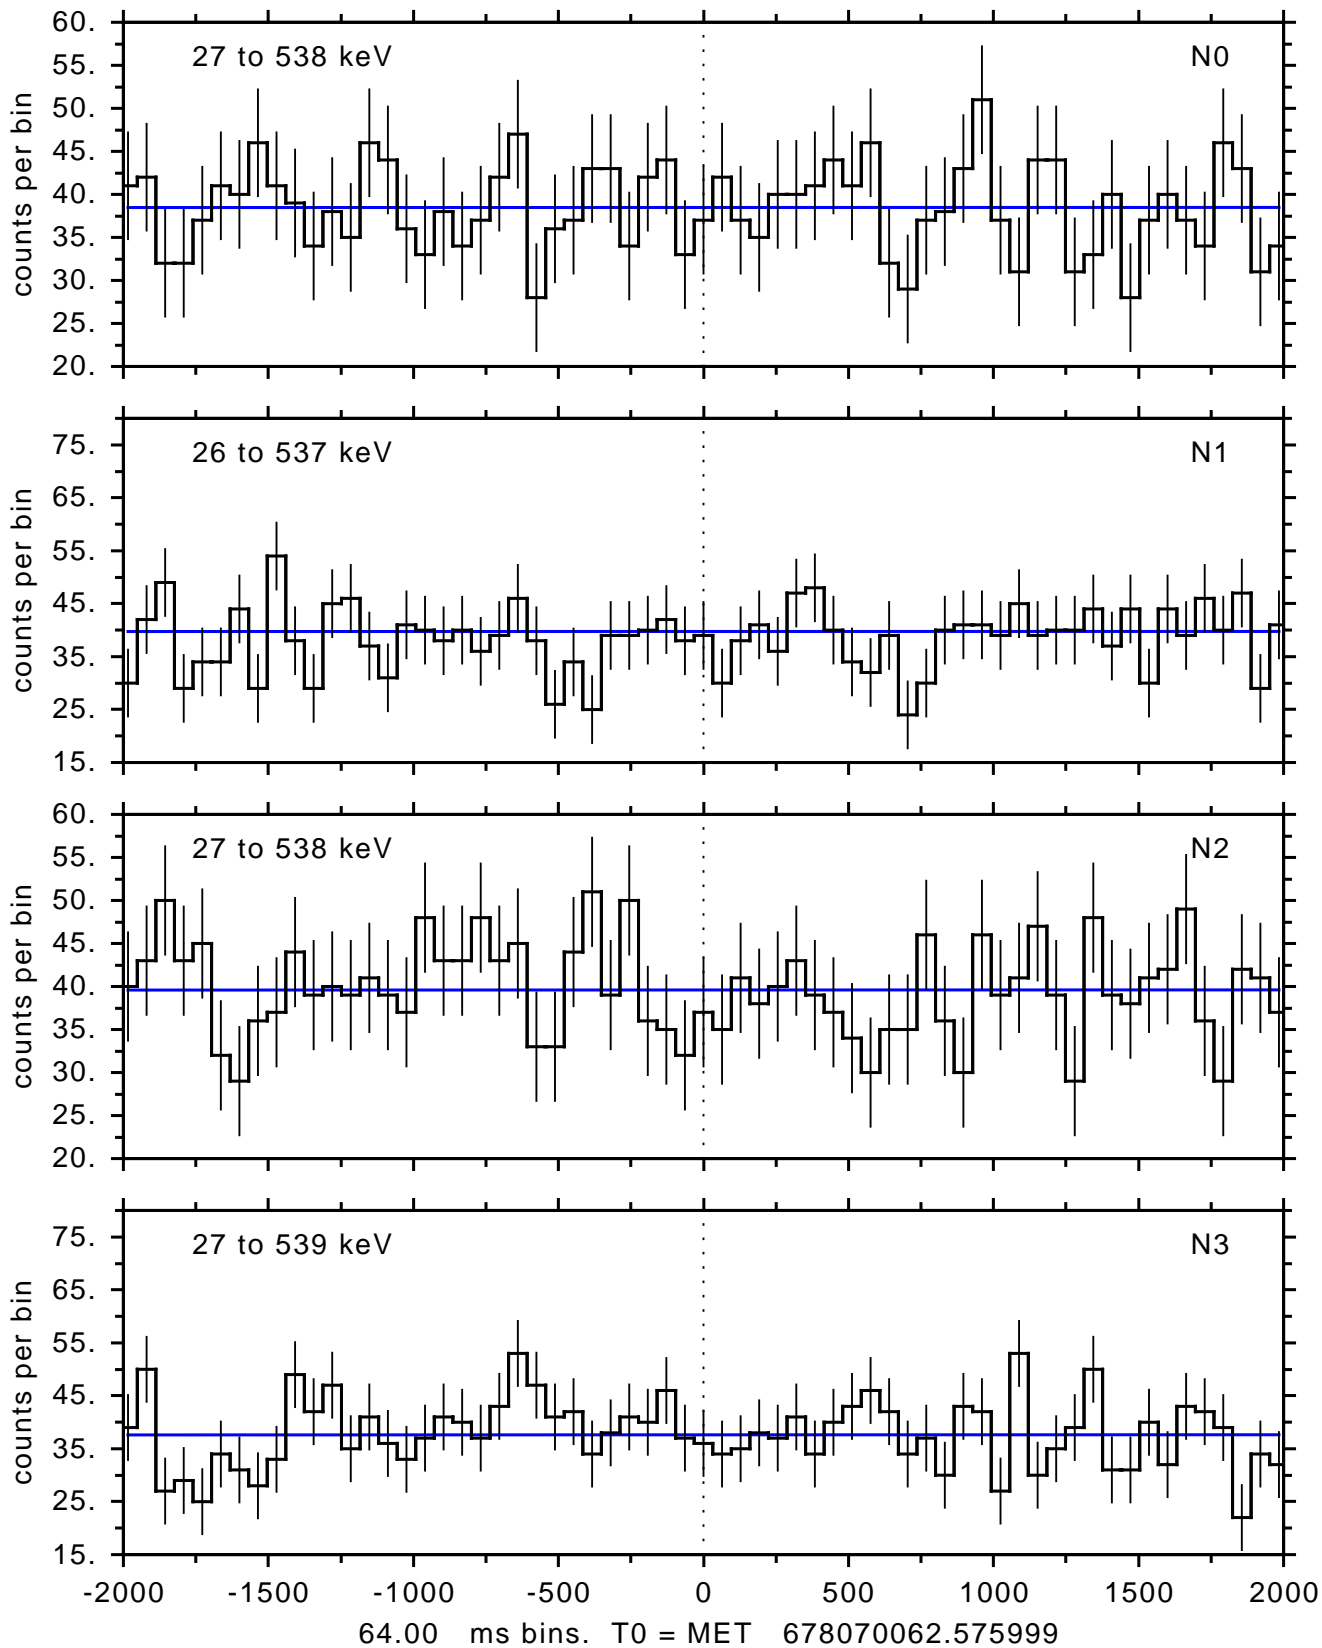 60.
55.
50.
45.
40.
35.
30.
25.
20.
counts per bin
27 to 538 keV
N0
75.
65.
55.
45.
35.
25.
15.
counts per bin
26 to 537 keV
N1
60.
55.
50.
45.
40.
35.
30.
25.
20.
counts per bin
27 to 538 keV
N2
75.
65.
55.
45.
35.
25.
15.
counts per bin
27 to 539 keV
N3
-2000 -1500 -1000 -500 0 500 1000 1500 2000
64.00 ms bins. T0 = MET 678070062.575999